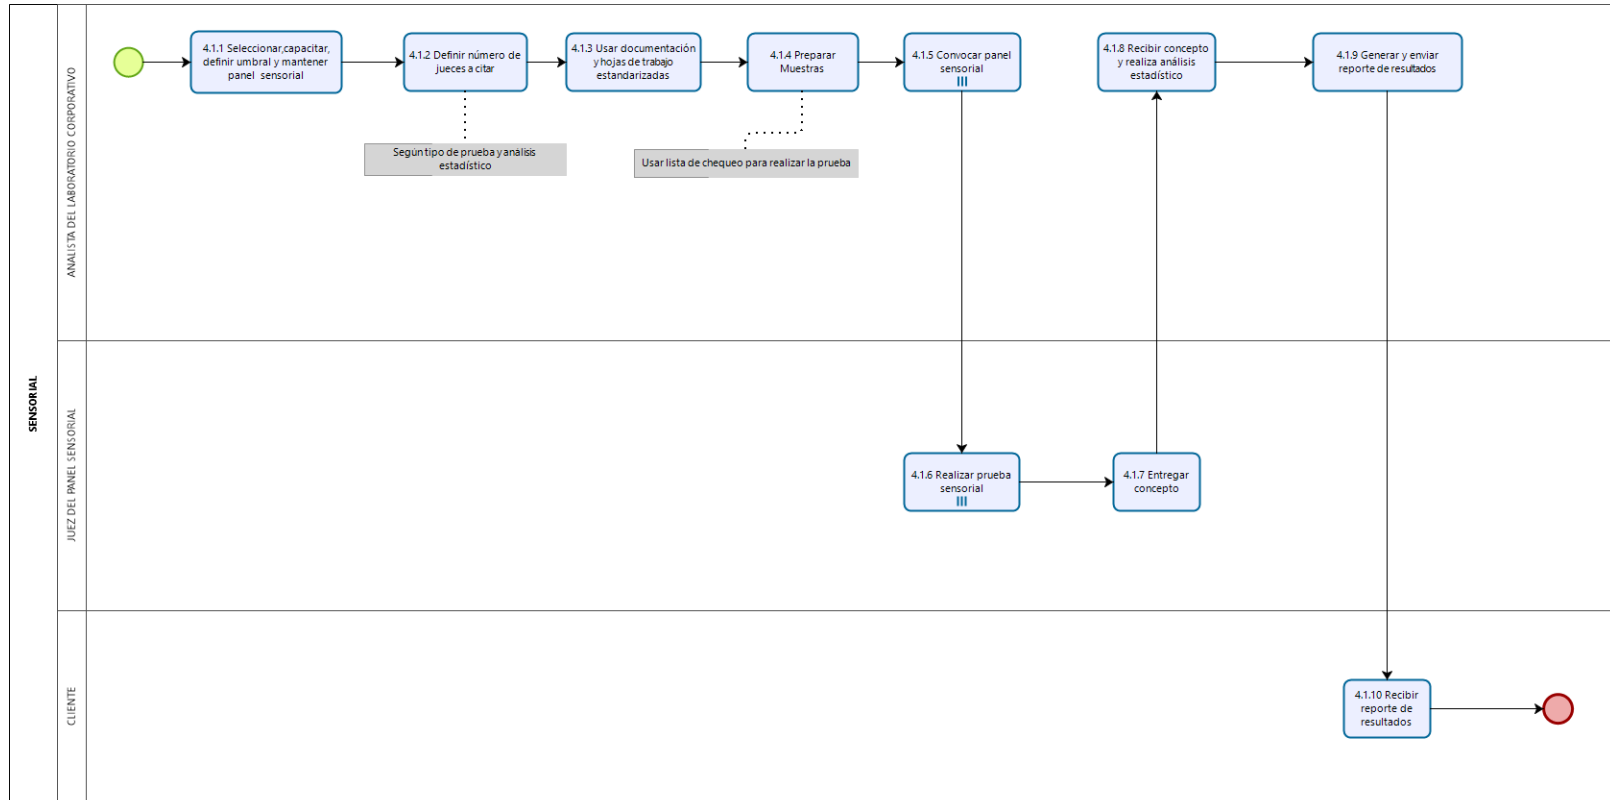 SENSORIAL
ANALISTA DEL LABORATORIO CORPORATIVO
4.1.1 Seleccionar,capacitar,
definir umbral y mantener
panel sensorial
4.1.2 Definir número de
jueces a citar
4.1.3 Usar documentación
y hojas de trabajo
estandarizadas
4.1.4 Preparar
Muestras
4.1.5 Convocar panel
sensorial
4.1.8 Recibir concepto
y realiza análisis
estadístico
4.1.9 Generar y enviar
reporte de resultados
Según tipo de prueba y análisis
estadístico
Usar lista de chequeo para realizar la prueba
JUEZ DEL PANEL SENSORIAL
4.1.6 Realizar prueba
sensorial
4.1.7 Entregar
concepto
CLIENTE
4.1.10 Recibir
reporte de
resultados